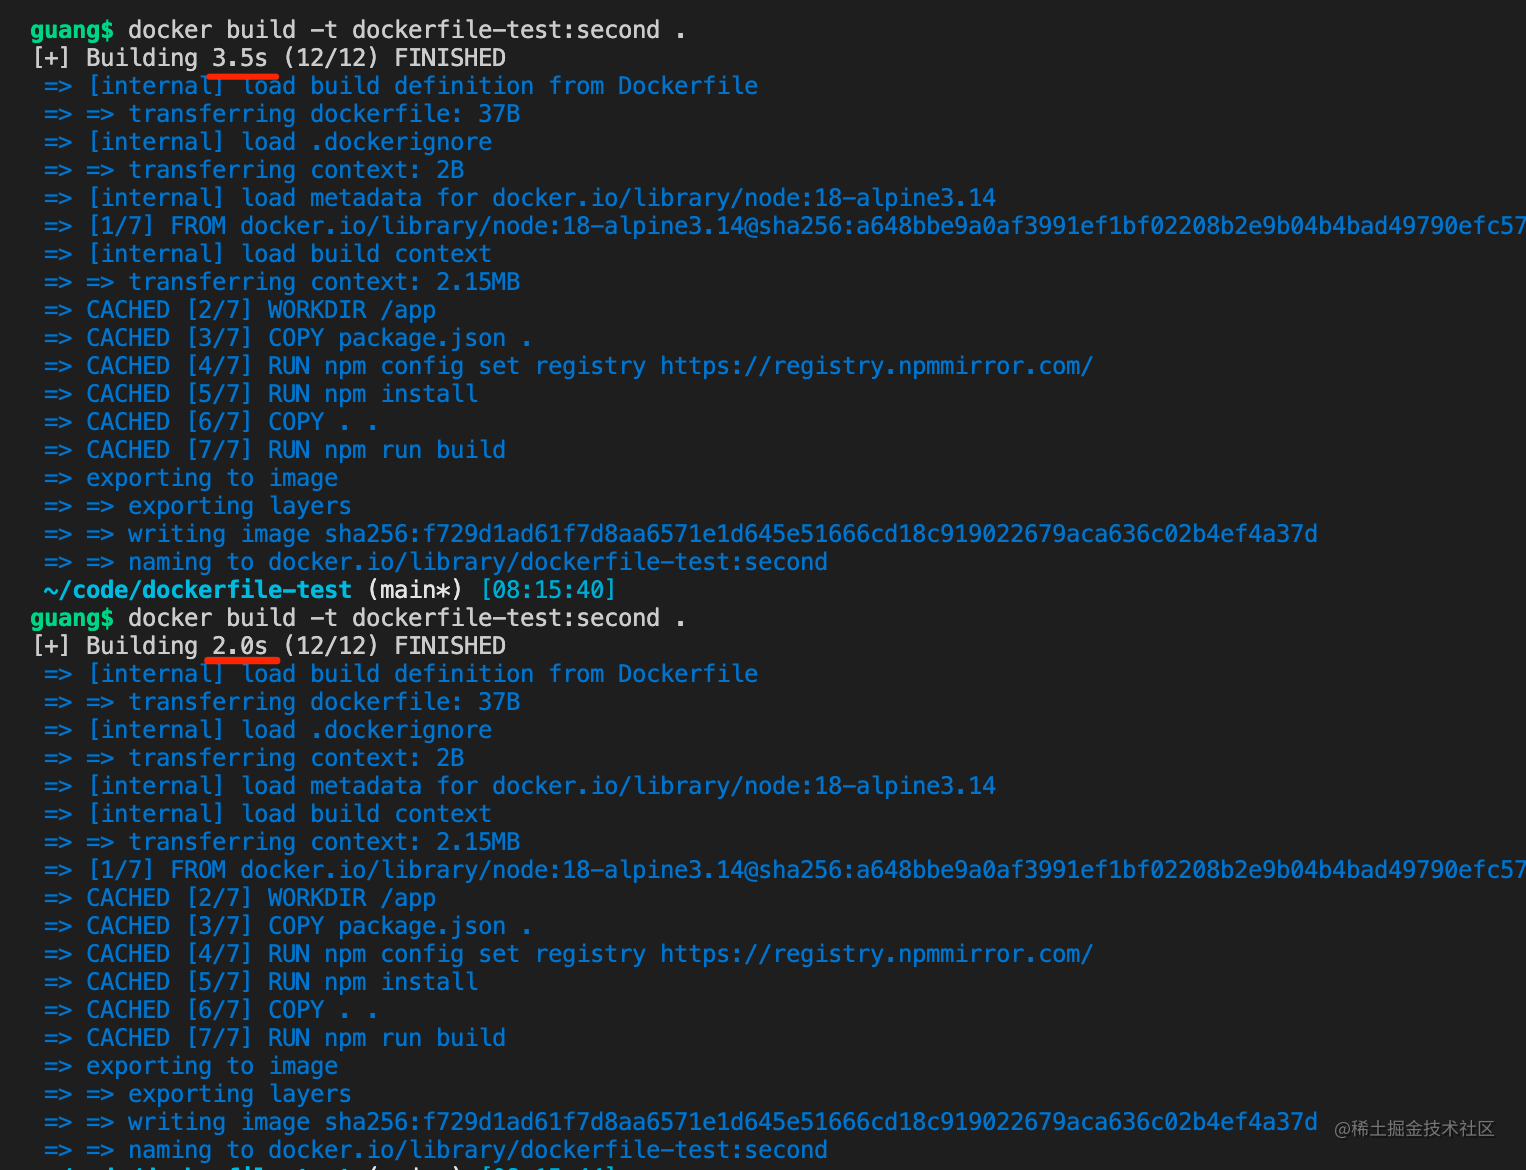 guang$ docker build -t dockerfile-test:second .
[+] Building 3.5s (12/12) FINISHED
=> [internal] load build definition from Dockerfile
=> => transferring dockerfile: 37B
=> [internal] load .dockerignore
=> => transferring context: 2B
=> [internal] load metadata for docker.io/library/node:18-alpine3.14
=> [1/7] FROM docker.io/library/node:18-alpine3.14@sha256:a648bbe9a0af3991ef1bf02208b2e9b04b4bad49790efc57
=> [internal] load build context
=> => transferring context: 2.15MB
=> CACHED [2/7] WORKDIR /app
=> CACHED [3/7] COPY package.json .
=> CACHED [4/7] RUN npm config set registry https://registry.npmmirror.com/
=> CACHED [5/7] RUN npm install
=> CACHED [6/7] COPY . .
=> CACHED [7/7] RUN npm run build
=> exporting to image
=> => exporting layers
=> => writing image sha256:f729d1ad61f7d8aa6571e1d645e51666cd18c919022679aca636c02b4ef4a37d
=> => naming to docker.io/library/dockerfile-test:second
~/code/dockerfile-test (main*) [08:15:40]
guang$ docker build -t dockerfile-test:second .
[+] Building 2.0s (12/12) FINISHED
=> [internal] load build definition from Dockerfile
=> => transferring dockerfile: 37B
=> [internal] load .dockerignore
=> => transferring context: 2B
=> [internal] load metadata for docker.io/library/node:18-alpine3.14
=> [internal] load build context
=> => transferring context: 2.15MB
=> [1/7] FROM docker.io/library/node:18-alpine3.14@sha256:a648bbe9a0af3991ef1bf02208b2e9b04b4bad49790efc57
=> CACHED [2/7] WORKDIR /app
=> CACHED [3/7] COPY package.json .
=> CACHED [4/7] RUN npm config set registry https://registry.npmmirror.com/
=> CACHED [5/7] RUN npm install
=> CACHED [6/7] COPY . .
=> CACHED [7/7] RUN npm run build
=> exporting to image
=> => exporting layers
=> => writing image sha256:f729d1ad61f7d8aa6571e1d645e51666cd18c919022679aca636c02b4ef4a37d
@稀土掘金技术社区
=> => naming to docker.io/library/dockerfile-test:second